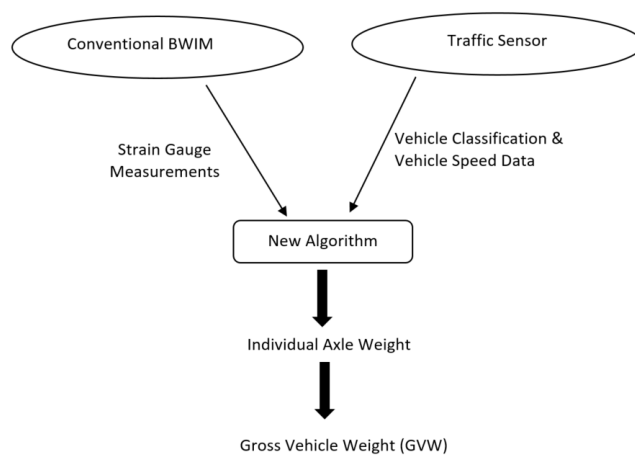 Conventional BWIM
Traffic Sensor
Strain Gauge
Measurements
Vehicle Classification &
Vehicle Speed Data
New Algorithm
Individual Axle Weight
Gross Vehicle Weight (GVW)